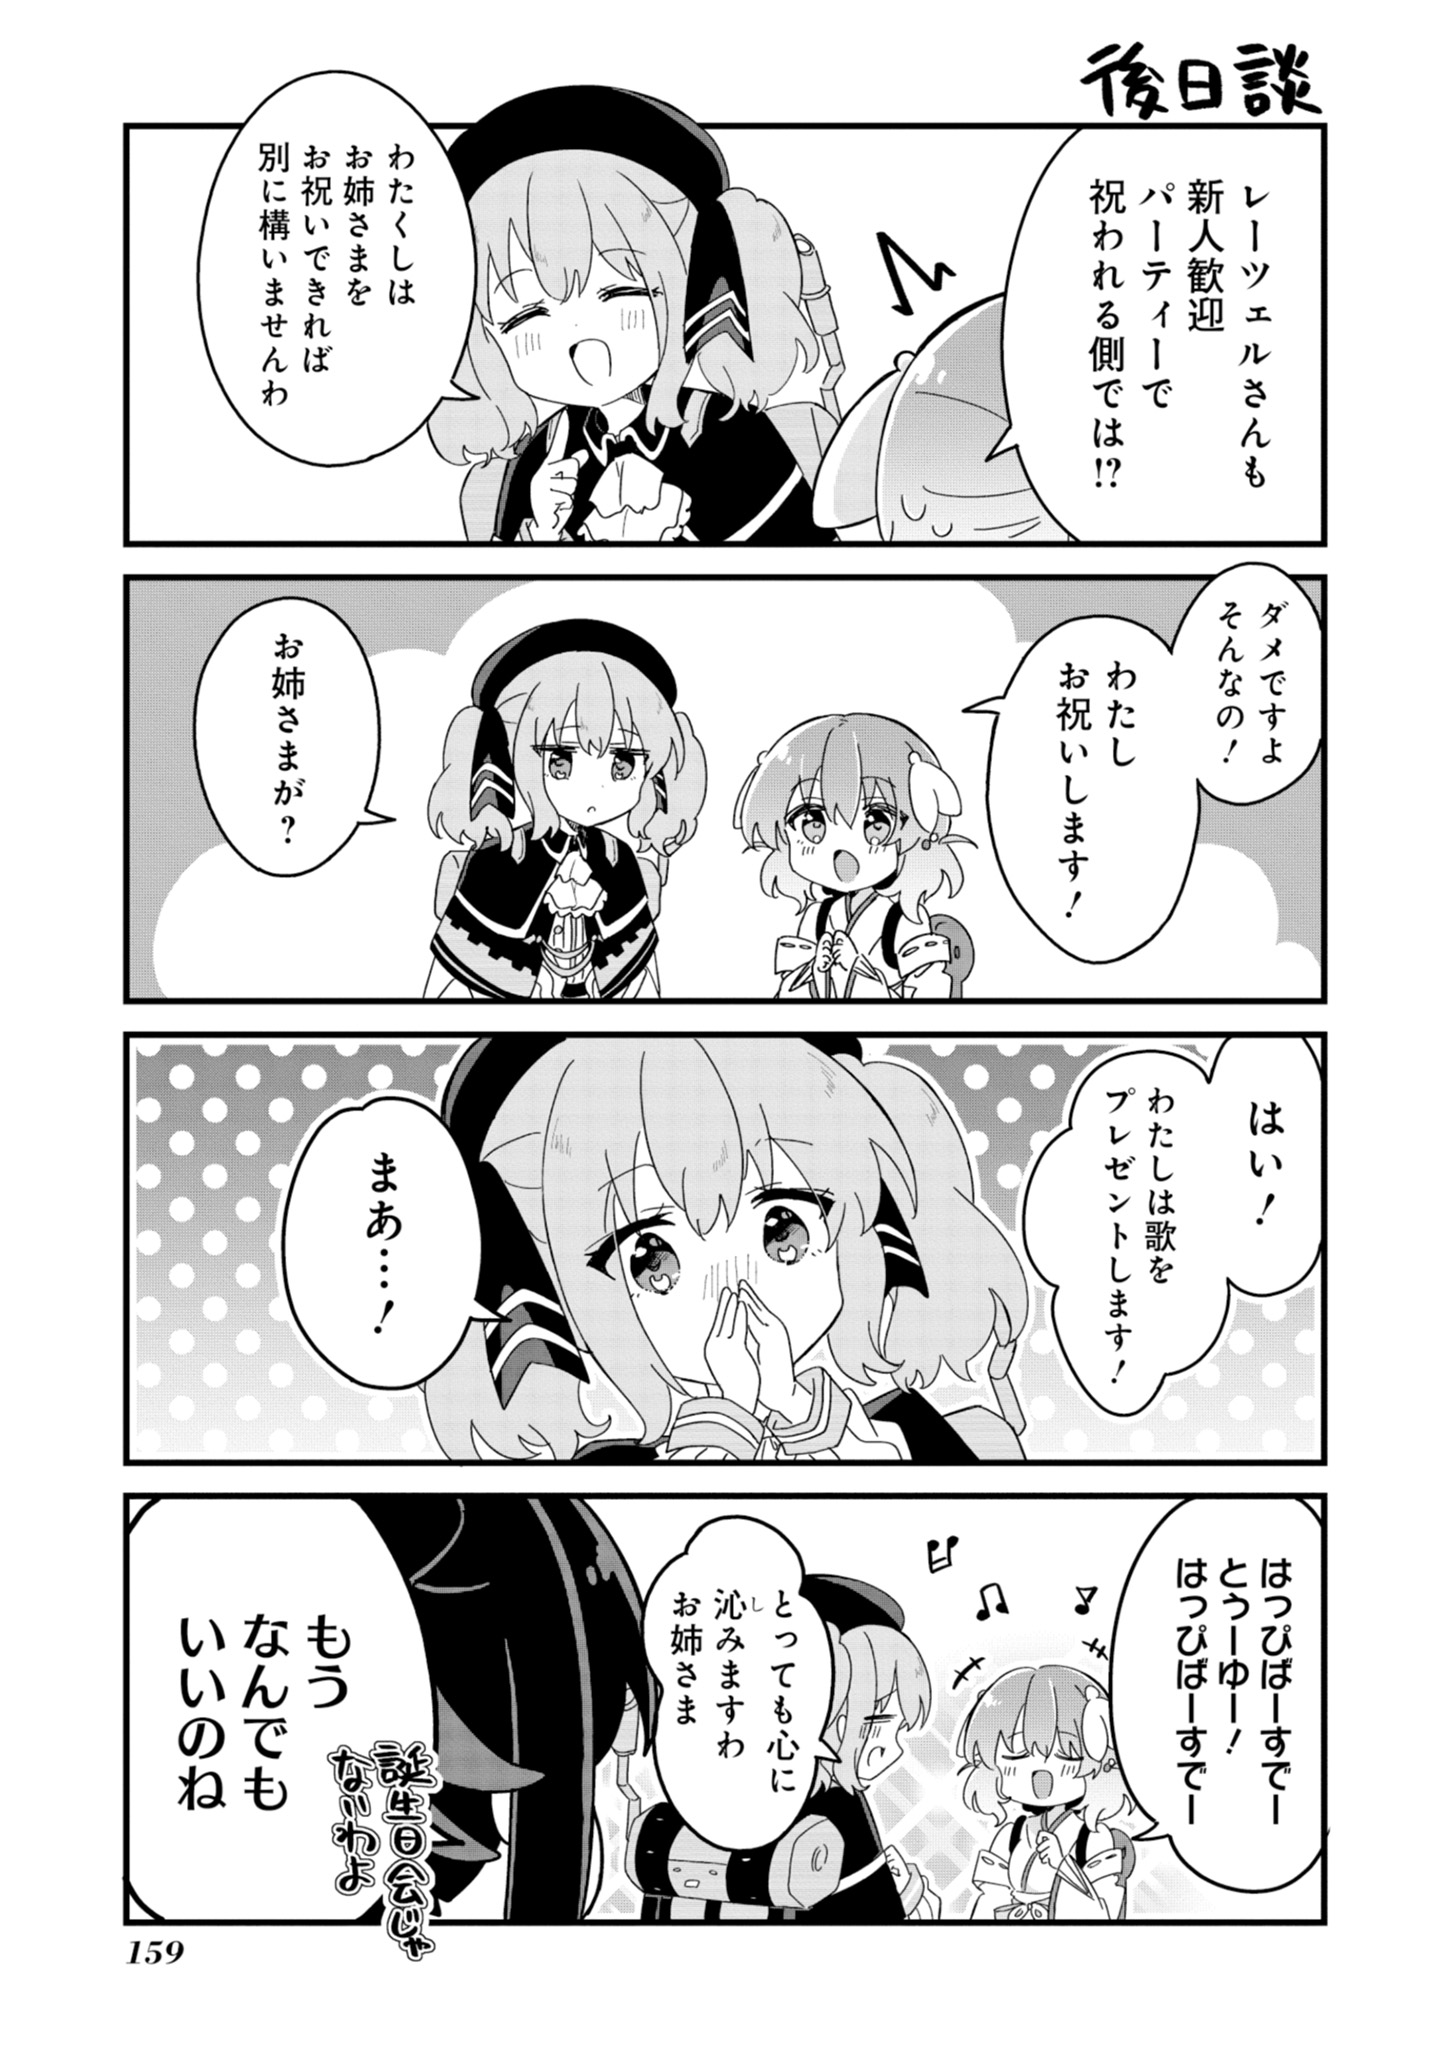 後日談
レーツェルさんも
新人歓迎
パーティーで
祝われる側では!?
わたくしは
お姉さまを
お祝いできれば
別に構いませんわ
ダメですよ
そんなの！
わたし
お祝いします！
お姉さまが？
はい！
わたしは歌を
プレゼントします！
まあ…！
はっぴばーすでー
とぅーゆー！
はっぴばーすでー
とっても心に
沁みますわ
し
お姉さま
もう
なんでも
いいのね
誕生日会じゃ
ないわよ
159